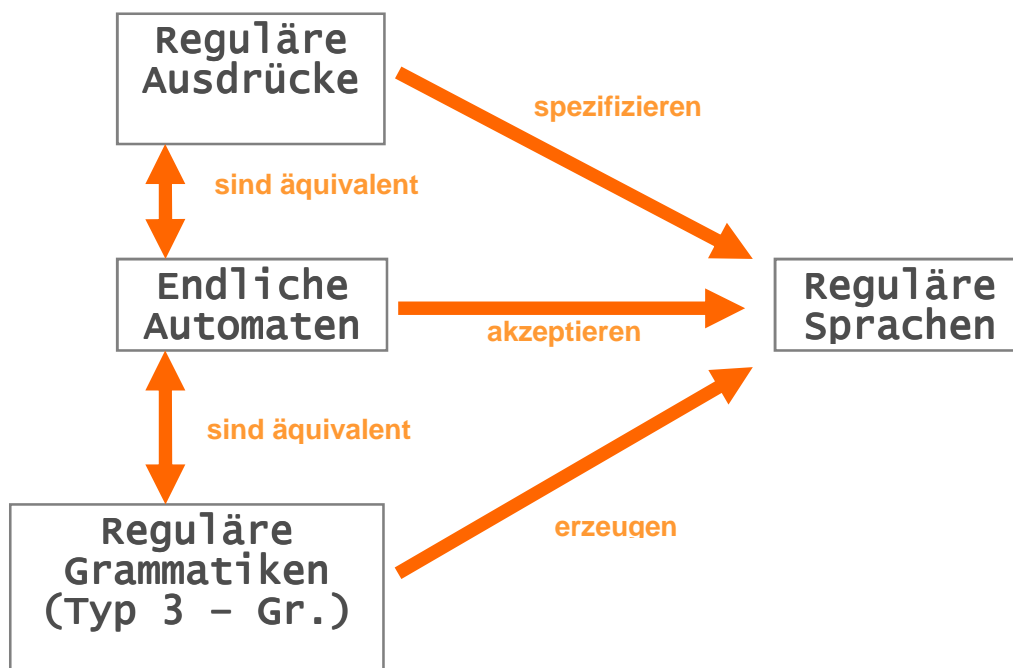 Reguläre
Ausdrücke
spezifizieren
sind äquivalent
Endliche
Automaten
akzeptieren
Reguläre
Sprachen
sind äquivalent
Reguläre
Grammatiken
(Typ 3 – Gr.)
erzeugen